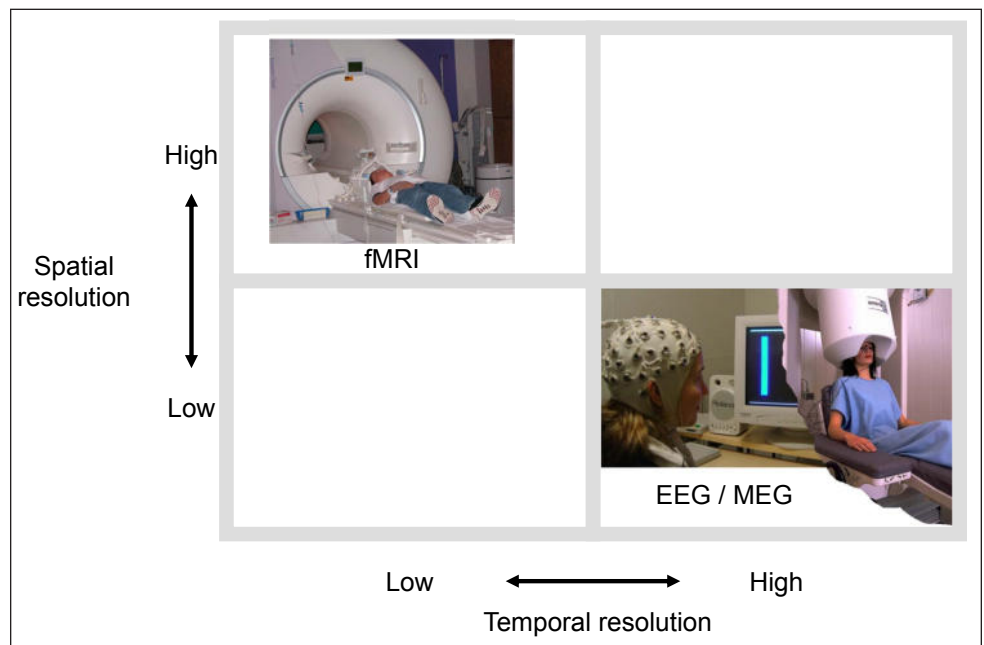 High
fMRI
Spatial
resolution
Low
EEG / MEG
Low
High
Temporal resolution